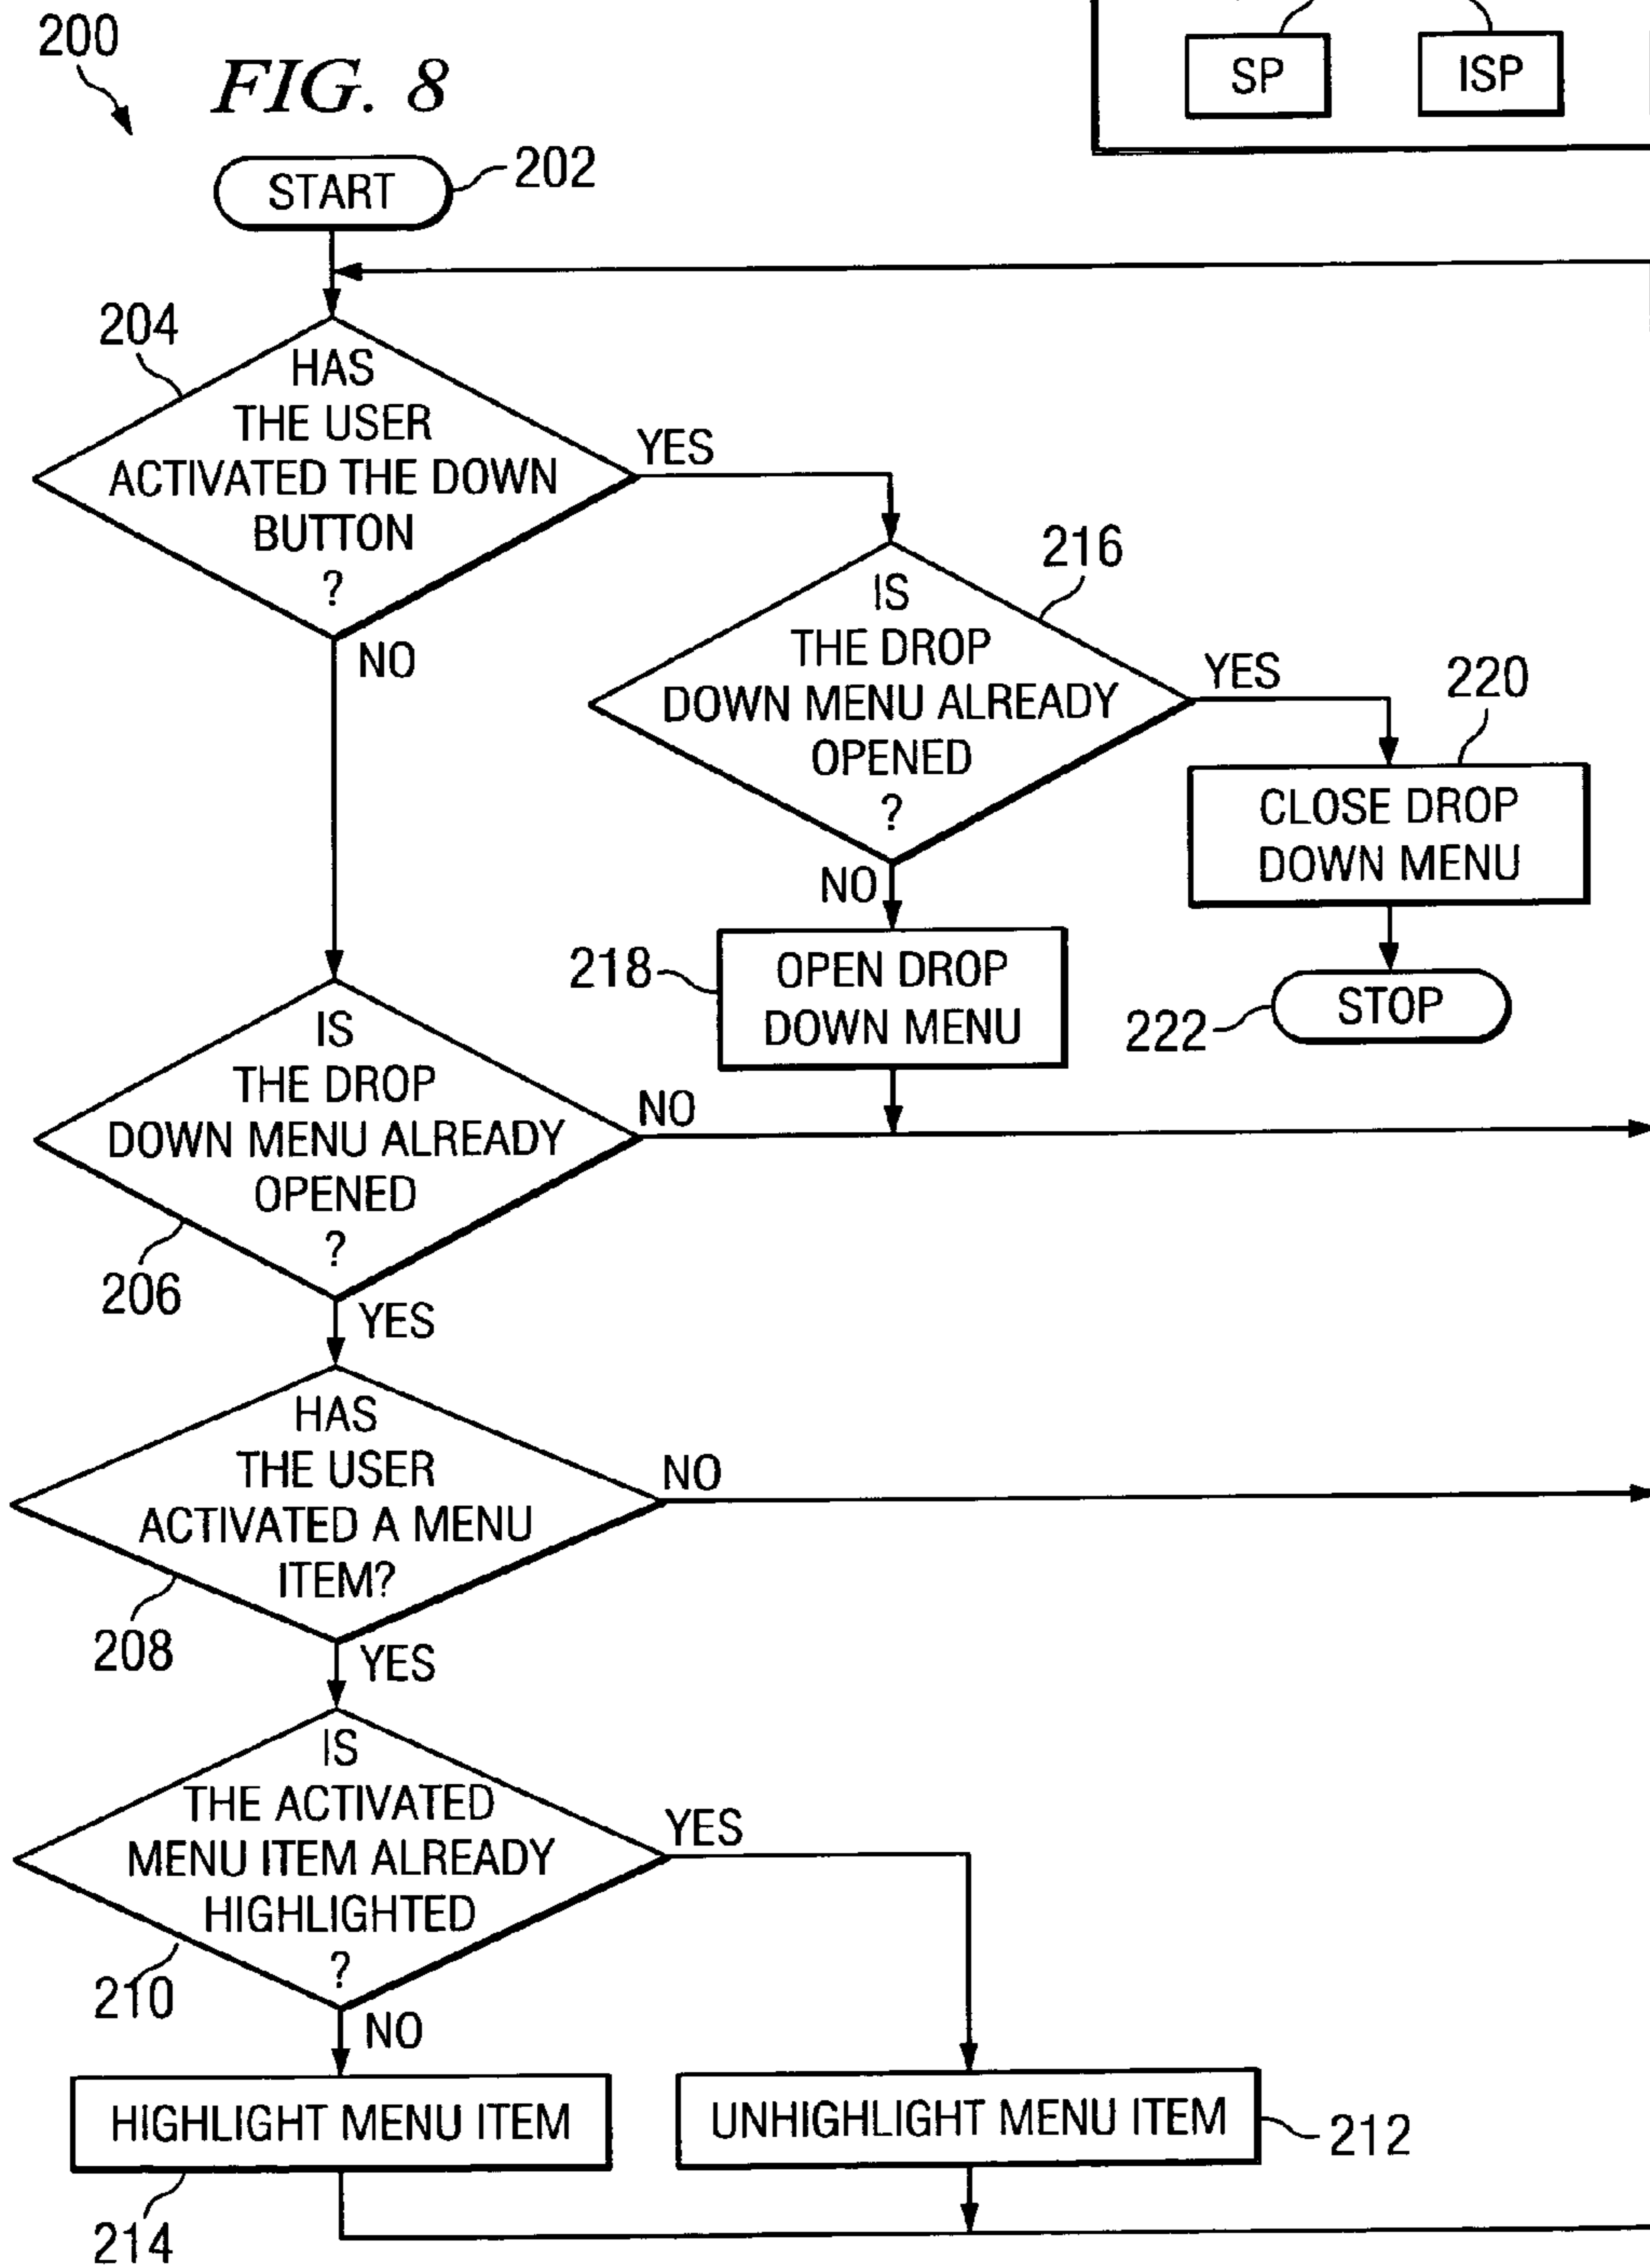 200
FIG. 8
SP
ISP
START
202
204
HAS
THE USER
ACTIVATED THE DOWN
BUTTON
?
YES
NO
216
IS
THE DROP
DOWN MENU ALREADY
OPENED
?
YES
NO
220
CLOSE DROP
DOWN MENU
218
OPEN DROP
DOWN MENU
222
STOP
IS
THE DROP
DOWN MENU ALREADY
OPENED
?
NO
206
YES
HAS
THE USER
ACTIVATED A MENU
ITEM?
NO
208
YES
IS
THE ACTIVATED
MENU ITEM ALREADY
HIGHLIGHTED
?
YES
210
NO
HIGHLIGHT MENU ITEM
UNHIGHLIGHT MENU ITEM
212
214